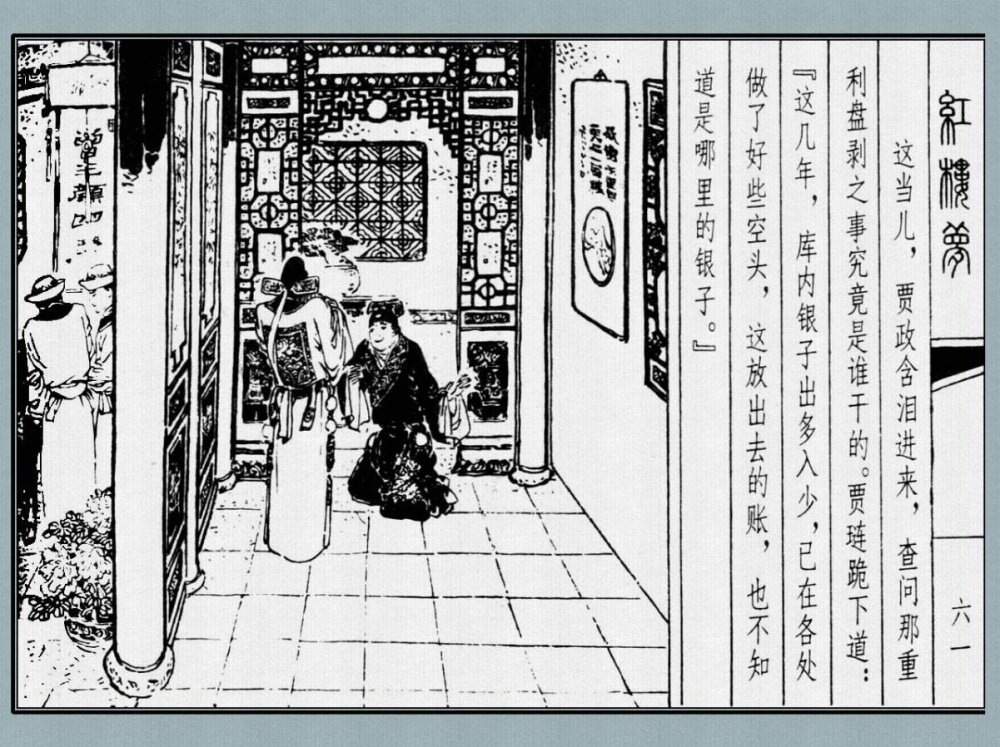 紅樓夢
六一
这当儿，贾政含泪进来，查问那重
利盘剥之事究竟是谁干的。贾琏跪下道：
『这几年，库内银子出多入少，已在各处
做了好些空头，这放出去的账，也不知
道是哪里的银子。』